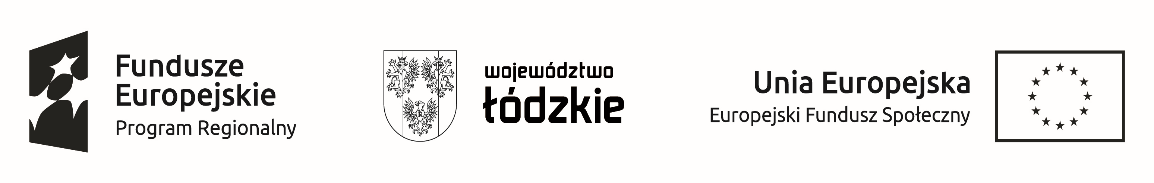 Fundusze
Europejskie
Program Regionalny
województwo
łódzkie
Unia Europejska
Europejski Fundusz Społeczny